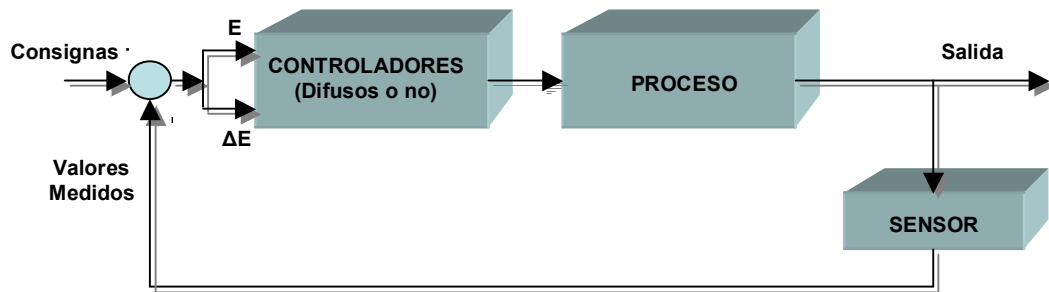 Consignas
E
ΔE
CONTROLADORES
(Difusos o no)
PROCESO
Salida
Valores
Medidos
SENSOR